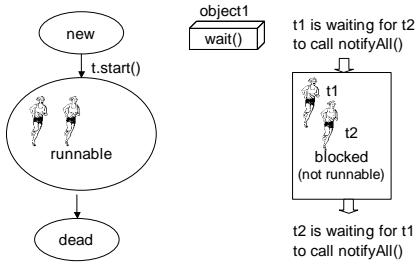 new
t.start()
runnable
dead
object1
wait()
t1 is waiting for t2
to call notifyAll()
t1
t2
blocked
(not runnable)
t2 is waiting for t1
to call notifyAll()